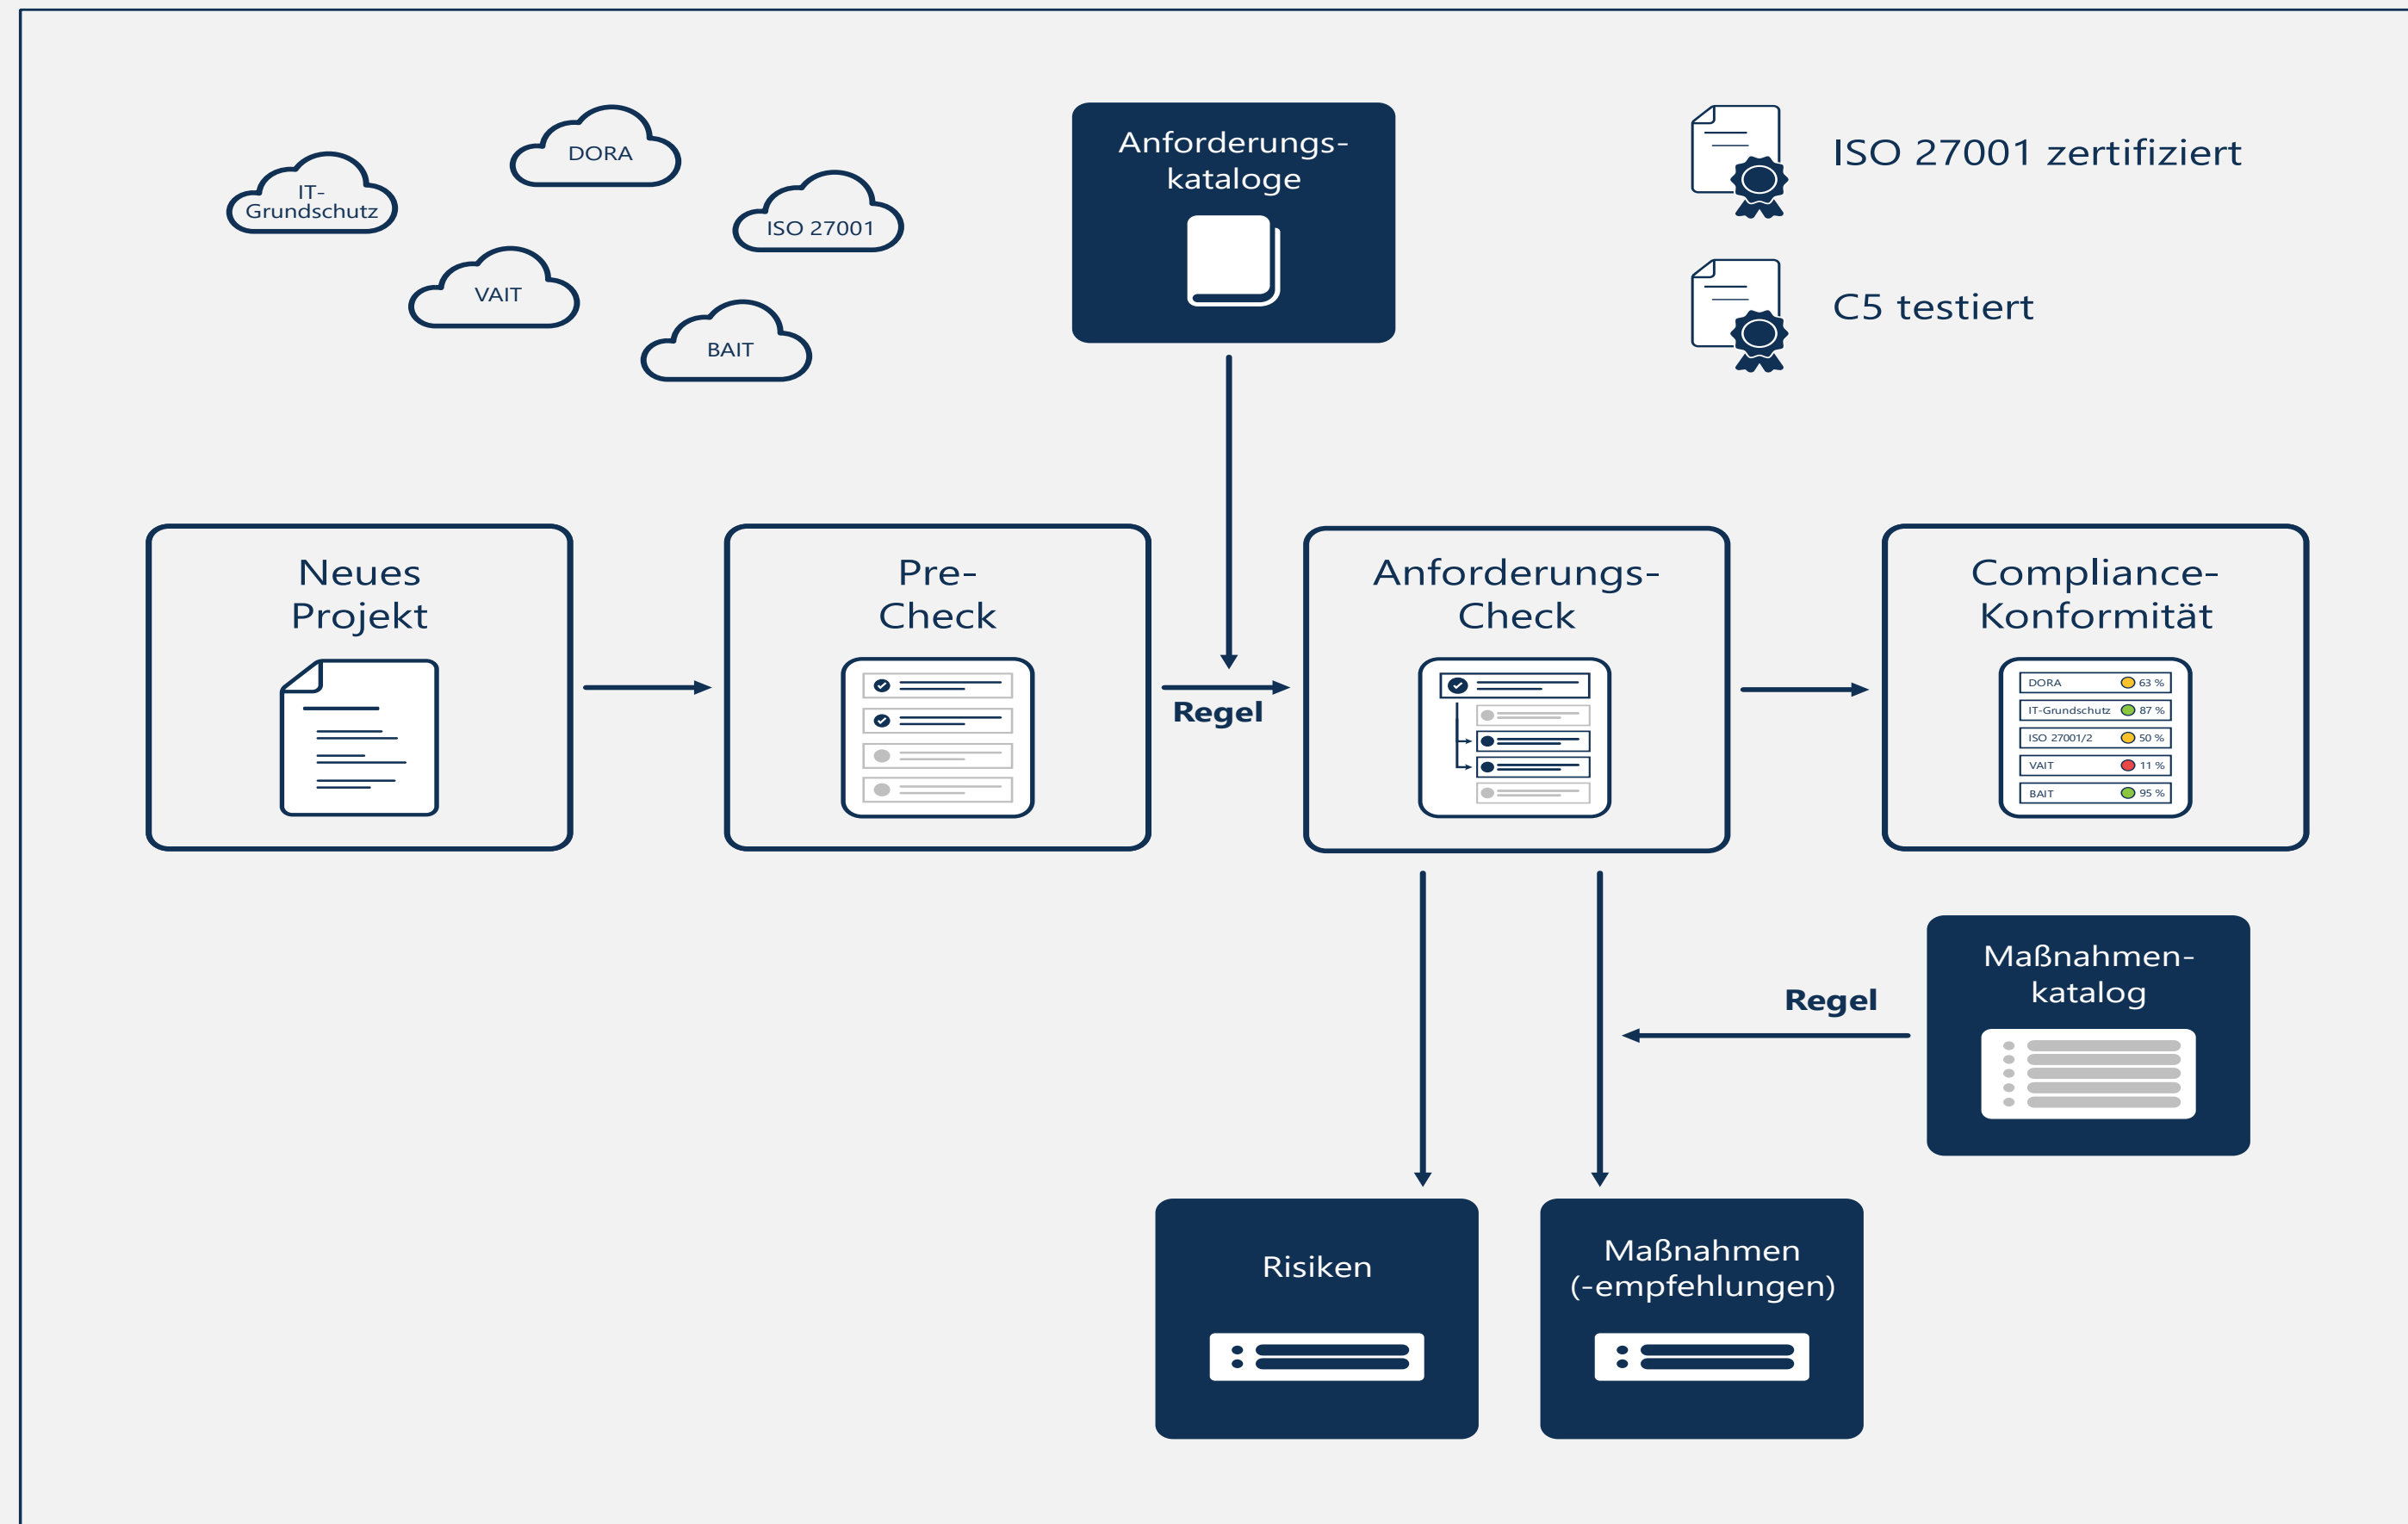 IT-
Grundschutz
DORA
ISO 27001
VAIT
BAIT
Anforderungs-
kataloge
ISO 27001 zertifiziert
C5 testiert
Neues
Projekt
Pre-
Check
Regel
Anforderungs-
Check
Compliance-
Konformität
DORA 63 %
IT-Grundschutz 87 %
ISO 27001/2 50 %
VAIT 11 %
BAIT 95 %
Regel
Maßnahmen-
katalog
Risiken
Maßnahmen
(-empfehlungen)